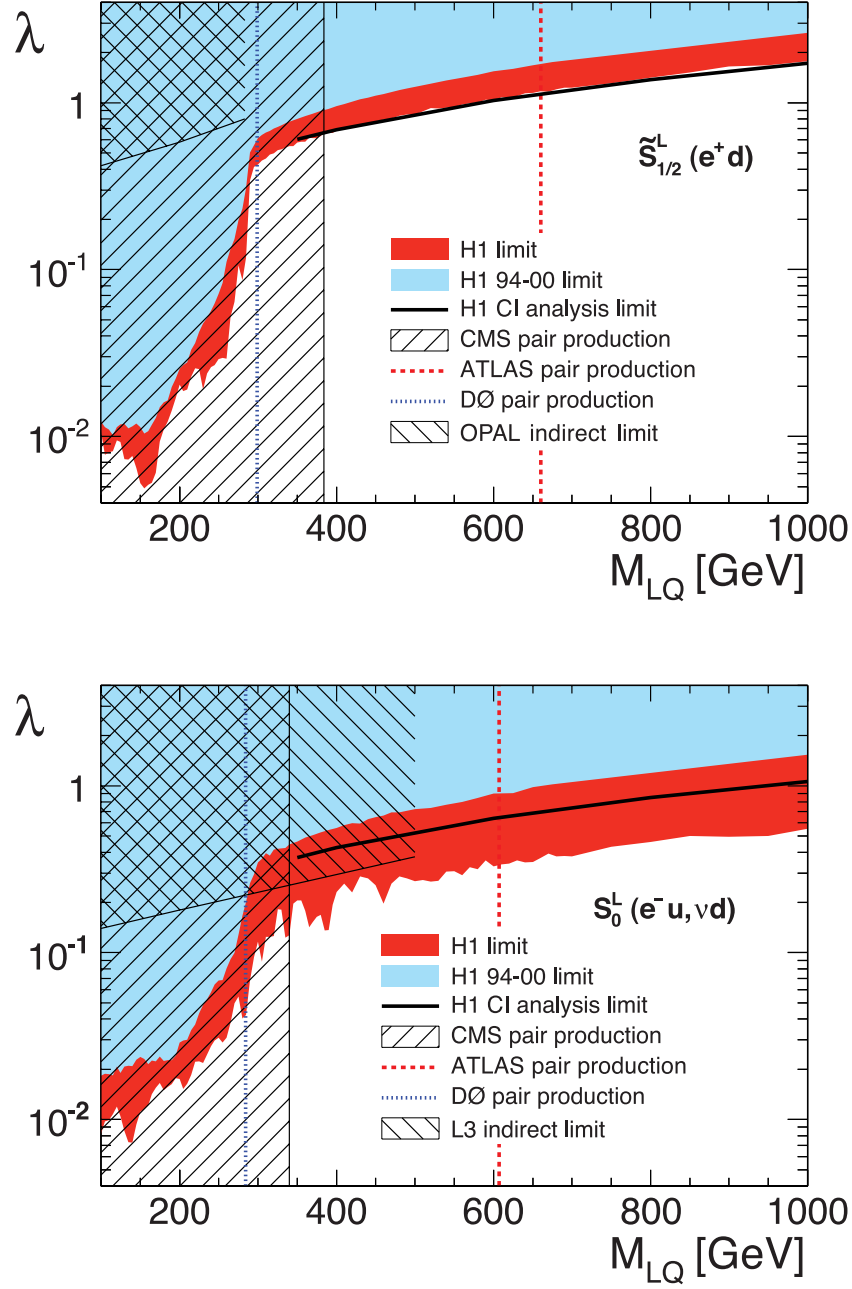 λ
1
10⁻¹
10⁻²
S̃ᴸ₁/₂ (e⁺d)
H1 limit
H1 94-00 limit
H1 CI analysis limit
CMS pair production
ATLAS pair production
DØ pair production
OPAL indirect limit
200 400 600 800 1000
M_LQ [GeV]
λ
1
10⁻¹
10⁻²
Sᴸ₀ (e⁻u, νd)
H1 limit
H1 94-00 limit
H1 CI analysis limit
CMS pair production
ATLAS pair production
DØ pair production
L3 indirect limit
200 400 600 800 1000
M_LQ [GeV]